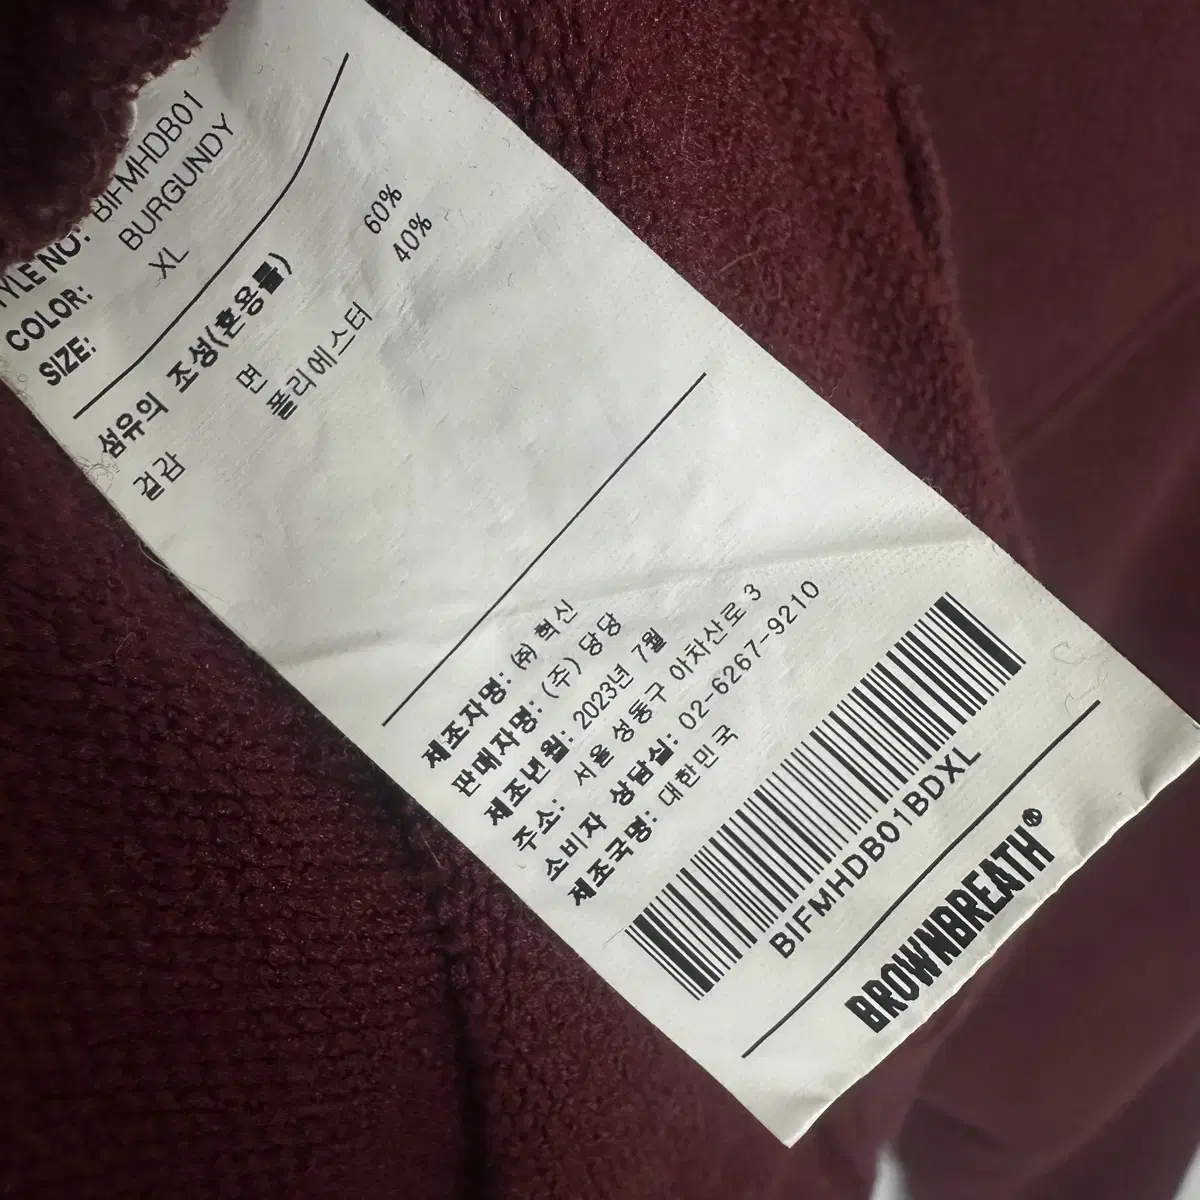 TYLE NO: BIFMHDB01
COLOR: BURGUNDY
SIZE: XL
섬유의 조성(혼용률)
겉감 면 60%
폴리에스터 40%
제조자명: ㈜ 혁신
판매자명: (주) 당당
제조년월: 2023년 7월
주소: 서울 성동구 아차산로 3
소비자 상담실: 02-6267-9210
제조국명: 대한민국
BIFMHDB01BDXL
BROWNBREATH®